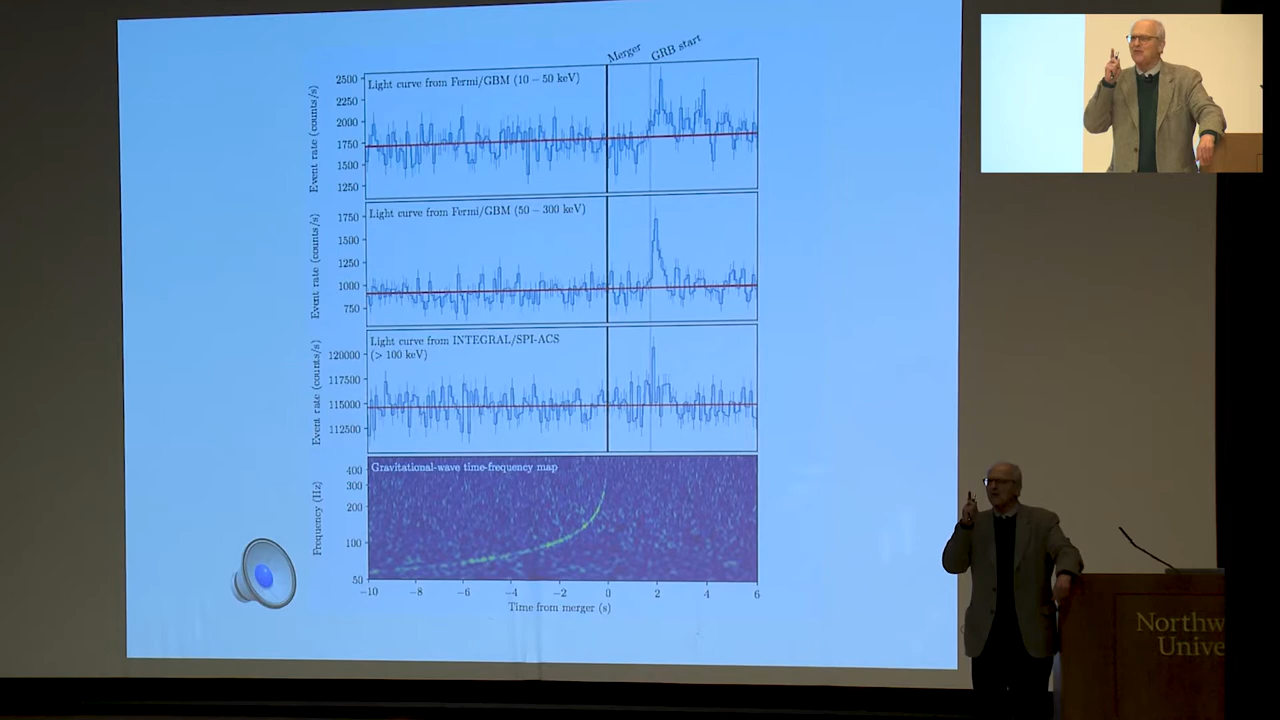 Merger
GRB start
Light curve from Fermi/GBM (10 − 50 keV)
2500
2250
2000
1750
1500
1250
Event rate (counts/s)
Light curve from Fermi/GBM (50 − 300 keV)
1750
1500
1250
1000
750
Event rate (counts/s)
Light curve from INTEGRAL/SPI-ACS
(> 100 keV)
120000
117500
115000
112500
Event rate (counts/s)
Gravitational-wave time-frequency map
400
300
200
100
50
Frequency (Hz)
−10 −8 −6 −4 −2 0 2 4 6
Time from merger (s)
Northw
Unive